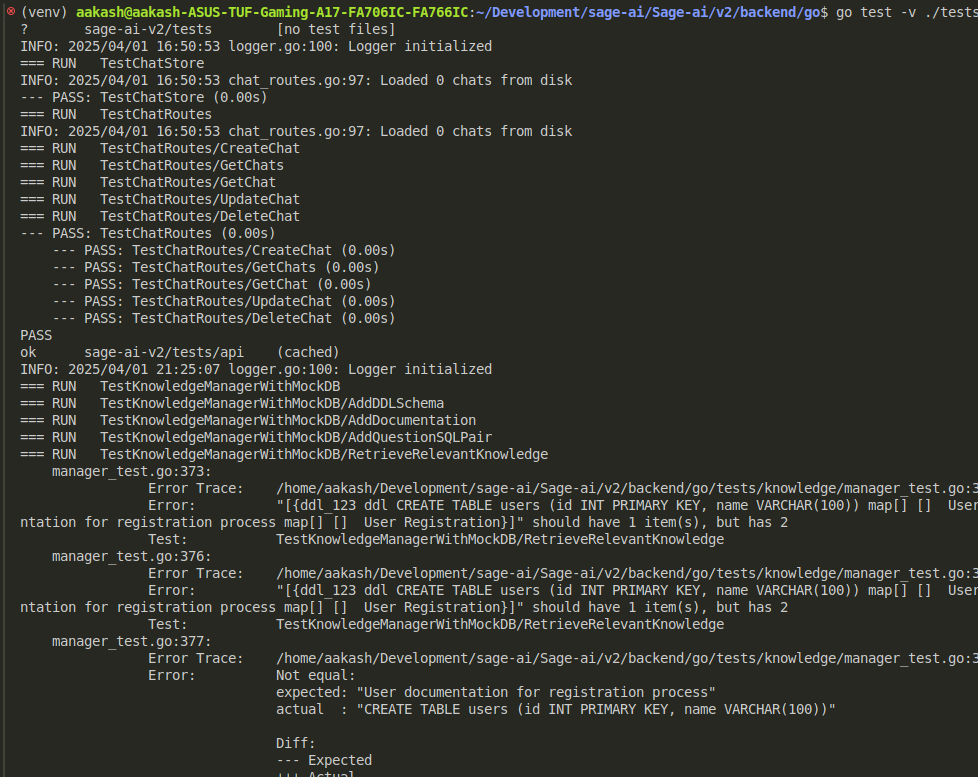 (venv) aakash@aakash-ASUS-TUF-Gaming-A17-FA706IC-FA766IC:~/Development/sage-ai/Sage-ai/v2/backend/go$ go test -v ./tests
?       sage-ai-v2/tests        [no test files]
INFO: 2025/04/01 16:50:53 logger.go:100: Logger initialized
=== RUN   TestChatStore
INFO: 2025/04/01 16:50:53 chat_routes.go:97: Loaded 0 chats from disk
--- PASS: TestChatStore (0.00s)
=== RUN   TestChatRoutes
INFO: 2025/04/01 16:50:53 chat_routes.go:97: Loaded 0 chats from disk
=== RUN   TestChatRoutes/CreateChat
=== RUN   TestChatRoutes/GetChats
=== RUN   TestChatRoutes/GetChat
=== RUN   TestChatRoutes/UpdateChat
=== RUN   TestChatRoutes/DeleteChat
--- PASS: TestChatRoutes (0.00s)
    --- PASS: TestChatRoutes/CreateChat (0.00s)
    --- PASS: TestChatRoutes/GetChats (0.00s)
    --- PASS: TestChatRoutes/GetChat (0.00s)
    --- PASS: TestChatRoutes/UpdateChat (0.00s)
    --- PASS: TestChatRoutes/DeleteChat (0.00s)
PASS
ok      sage-ai-v2/tests/api    (cached)
INFO: 2025/04/01 21:25:07 logger.go:100: Logger initialized
=== RUN   TestKnowledgeManagerWithMockDB
=== RUN   TestKnowledgeManagerWithMockDB/AddDDLSchema
=== RUN   TestKnowledgeManagerWithMockDB/AddDocumentation
=== RUN   TestKnowledgeManagerWithMockDB/AddQuestionSQLPair
=== RUN   TestKnowledgeManagerWithMockDB/RetrieveRelevantKnowledge
    manager_test.go:373:
                Error Trace:    /home/aakash/Development/sage-ai/Sage-ai/v2/backend/go/tests/knowledge/manager_test.go:3
                Error:          "[{ddl_123 ddl CREATE TABLE users (id INT PRIMARY KEY, name VARCHAR(100)) map[] []  User
ntation for registration process map[] []  User Registration}]" should have 1 item(s), but has 2
                Test:           TestKnowledgeManagerWithMockDB/RetrieveRelevantKnowledge
    manager_test.go:376:
                Error Trace:    /home/aakash/Development/sage-ai/Sage-ai/v2/backend/go/tests/knowledge/manager_test.go:3
                Error:          "[{ddl_123 ddl CREATE TABLE users (id INT PRIMARY KEY, name VARCHAR(100)) map[] []  User
ntation for registration process map[] []  User Registration}]" should have 1 item(s), but has 2
                Test:           TestKnowledgeManagerWithMockDB/RetrieveRelevantKnowledge
    manager_test.go:377:
                Error Trace:    /home/aakash/Development/sage-ai/Sage-ai/v2/backend/go/tests/knowledge/manager_test.go:3
                Error:          Not equal:
                                expected: "User documentation for registration process"
                                actual  : "CREATE TABLE users (id INT PRIMARY KEY, name VARCHAR(100))"

                                Diff:
                                --- Expected
                                +++ Actual